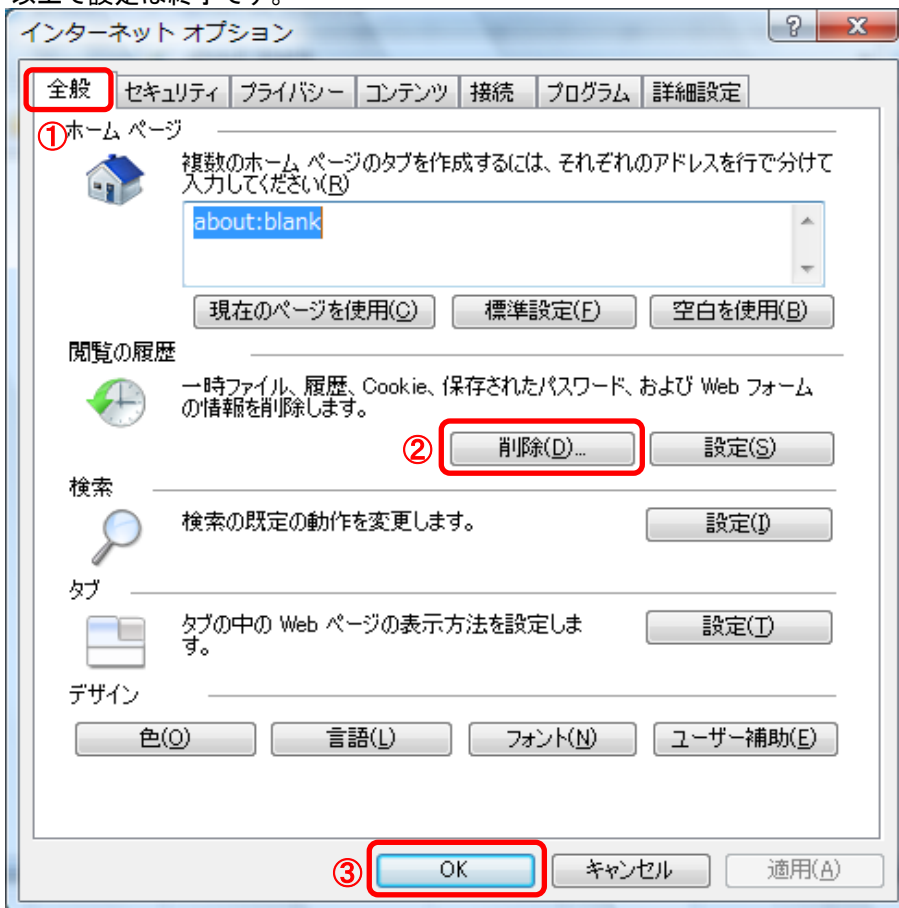 以上で設定は終了です。
インターネット オプション
全般 セキュリティ プライバシー コンテンツ 接続 プログラム 詳細設定
①
ホーム ページ
複数のホーム ページのタブを作成するには、それぞれのアドレスを行で分けて
入力してください(R)
about:blank
現在のページを使用(C) 標準設定(F) 空白を使用(B)
閲覧の履歴
一時ファイル、履歴、Cookie、保存されたパスワード、および Web フォーム
の情報を削除します。
② 削除(D)... 設定(S)
検索
検索の既定の動作を変更します。 設定(I)
タブ
タブの中の Web ページの表示方法を設定しま
す。
設定(T)
デザイン
色(O) 言語(L) フォント(N) ユーザー補助(E)
③ OK キャンセル 適用(A)